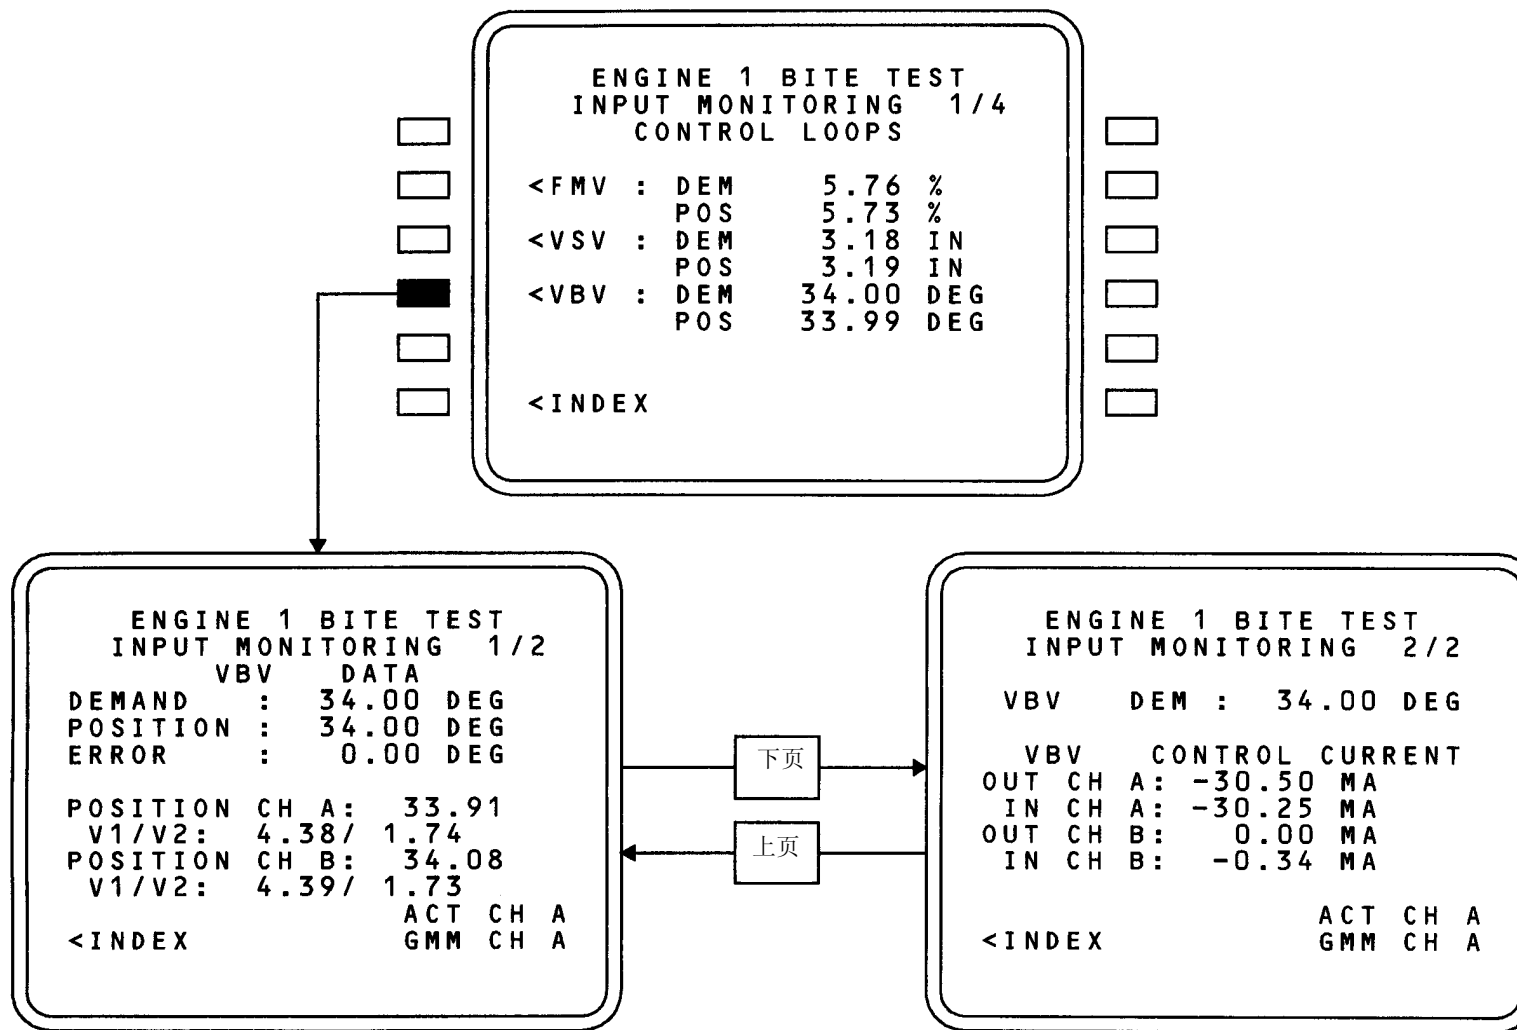 ENGINE 1 BITE TEST
INPUT MONITORING 1/4
CONTROL LOOPS
<FMV : DEM 5.76 %
POS 5.73 %
<VSV : DEM 3.18 IN
POS 3.19 IN
<VBV : DEM 34.00 DEG
POS 33.99 DEG
<INDEX
ENGINE 1 BITE TEST
INPUT MONITORING 1/2
VBV DATA
DEMAND : 34.00 DEG
POSITION : 34.00 DEG
ERROR : 0.00 DEG
POSITION CH A: 33.91
V1/V2: 4.38/ 1.74
POSITION CH B: 34.08
V1/V2: 4.39/ 1.73
ACT CH A
<INDEX GMM CH A
下页
上页
ENGINE 1 BITE TEST
INPUT MONITORING 2/2
VBV DEM : 34.00 DEG
VBV CONTROL CURRENT
OUT CH A: -30.50 MA
IN CH A: -30.25 MA
OUT CH B: 0.00 MA
IN CH B: -0.34 MA
ACT CH A
<INDEX GMM CH A